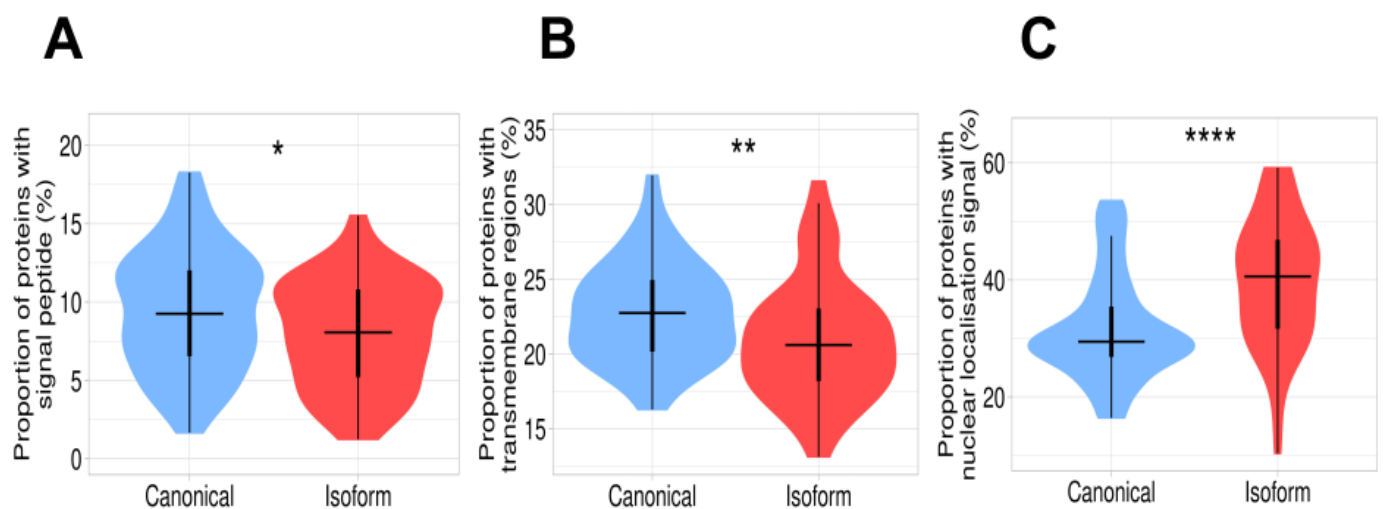 A
B
C
Proportion of proteins with
signal peptide (%)
20
15
10
5
0
*
Canonical
Isoform
Proportion of proteins with
transmembrane regions (%)
35
30
25
20
15
**
Canonical
Isoform
Proportion of proteins with
nuclear localisation signal (%)
60
40
20
****
Canonical
Isoform